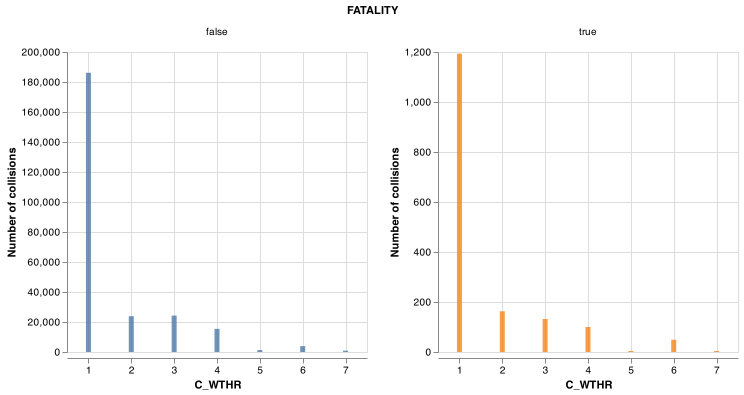 FATALITY
false
true
200,000
180,000
160,000
140,000
120,000
100,000
80,000
60,000
40,000
20,000
0
Number of collisions
1 2 3 4 5 6 7
C_WTHR
1,200
1,000
800
600
400
200
0
Number of collisions
1 2 3 4 5 6 7
C_WTHR